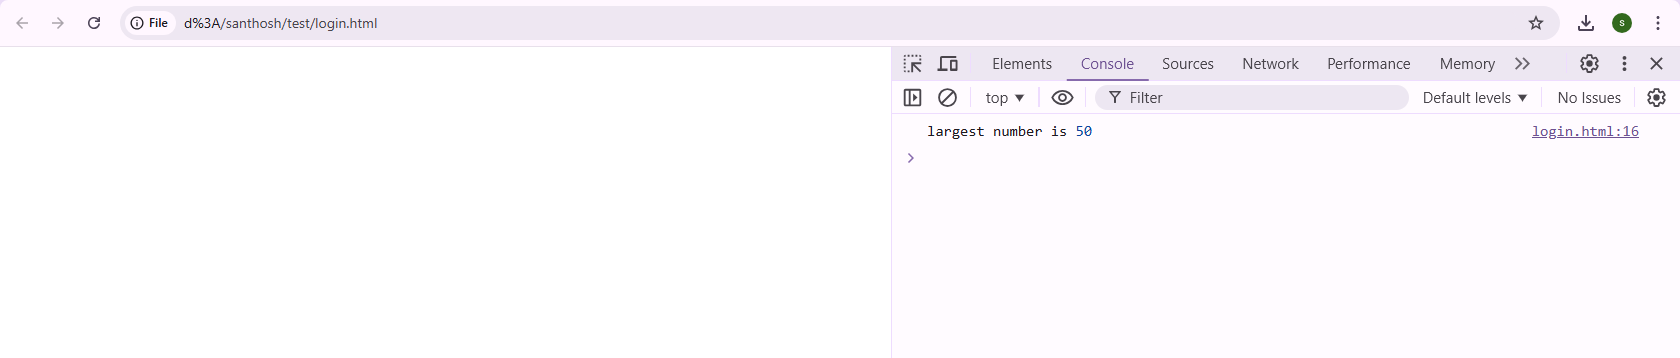 File d%3A/santhosh/test/login.html S
Elements Console Sources Network Performance Memory
top Filter Default levels No Issues
largest number is 50 login.html:16